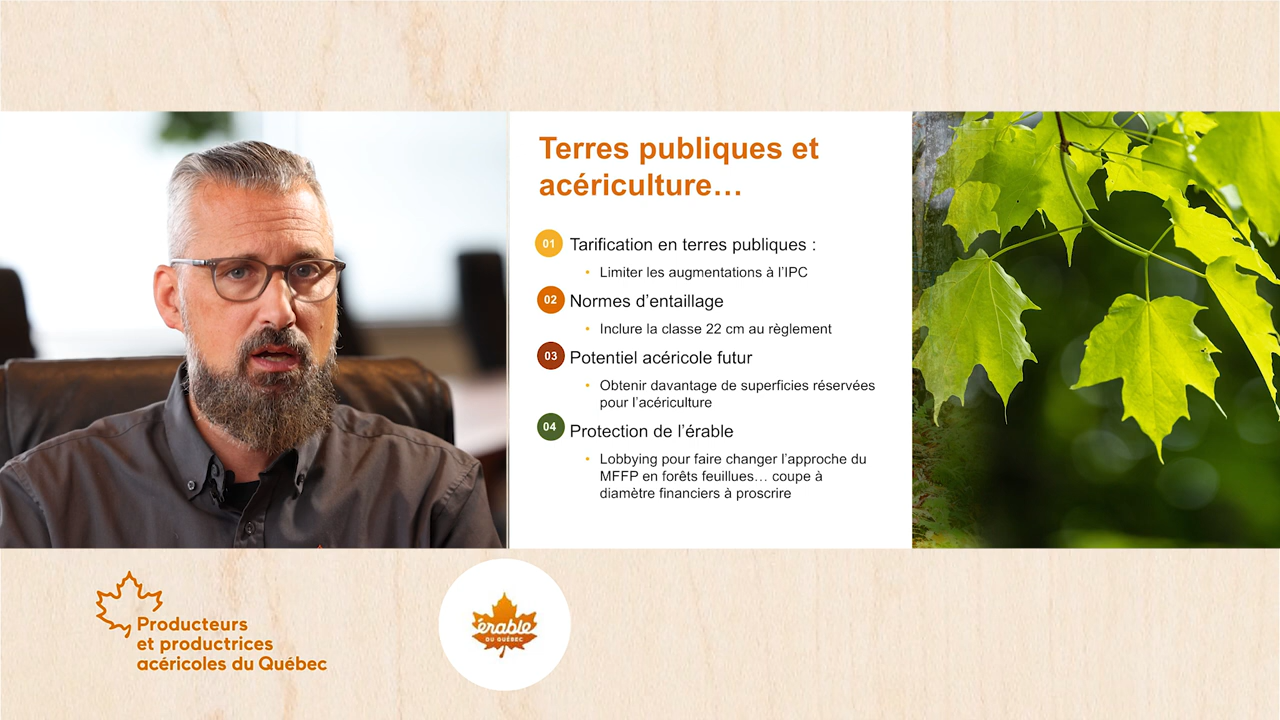 Terres publiques et
acériculture…
01 Tarification en terres publiques :
• Limiter les augmentations à l’IPC
02 Normes d’entaillage
• Inclure la classe 22 cm au règlement
03 Potentiel acéricole futur
• Obtenir davantage de superficies réservées
pour l’acériculture
04 Protection de l’érable
• Lobbying pour faire changer l’approche du
MFFP en forêts feuillues… coupe à
diamètre financiers à proscrire
Producteurs
et productrices
acéricoles du Québec
érable
DU QUÉBEC